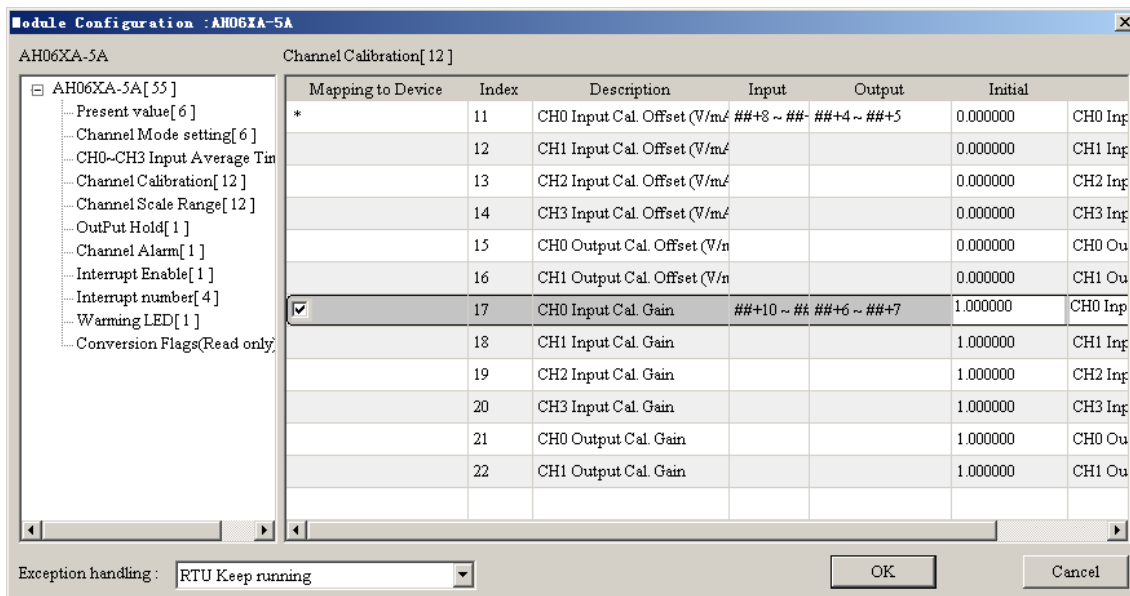 Module Configuration :AH06XA-5A
AH06XA-5A
Channel Calibration[ 12 ]
AH06XA-5A[ 55 ]
Present value[ 6 ]
Channel Mode setting[ 6 ]
CH0~CH3 Input Average Tim
Channel Calibration[ 12 ]
Channel Scale Range[ 12 ]
OutPut Hold[ 1 ]
Channel Alarm[ 1 ]
Interrupt Enable[ 1 ]
Interrupt number[ 4 ]
Warming LED[ 1 ]
Conversion Flags(Read only)
Mapping to Device Index Description Input Output Initial
* 11 CH0 Input Cal. Offset (V/mA ##+8 ~ ##- ##+4 ~ ##+5 0.000000 CH0 Inp
12 CH1 Input Cal. Offset (V/mA 0.000000 CH1 Inp
13 CH2 Input Cal. Offset (V/mA 0.000000 CH2 Inp
14 CH3 Input Cal. Offset (V/mA 0.000000 CH3 Inp
15 CH0 Output Cal. Offset (V/m 0.000000 CH0 Ou
16 CH1 Output Cal. Offset (V/m 0.000000 CH1 Ou
17 CH0 Input Cal. Gain ##+10 ~ ## ##+6 ~ ##+7 1.000000 CH0 Inp
18 CH1 Input Cal. Gain 1.000000 CH1 Inp
19 CH2 Input Cal. Gain 1.000000 CH2 Inp
20 CH3 Input Cal. Gain 1.000000 CH3 Inp
21 CH0 Output Cal. Gain 1.000000 CH0 Ou
22 CH1 Output Cal. Gain 1.000000 CH1 Ou
Exception handling : RTU Keep running
OK
Cancel